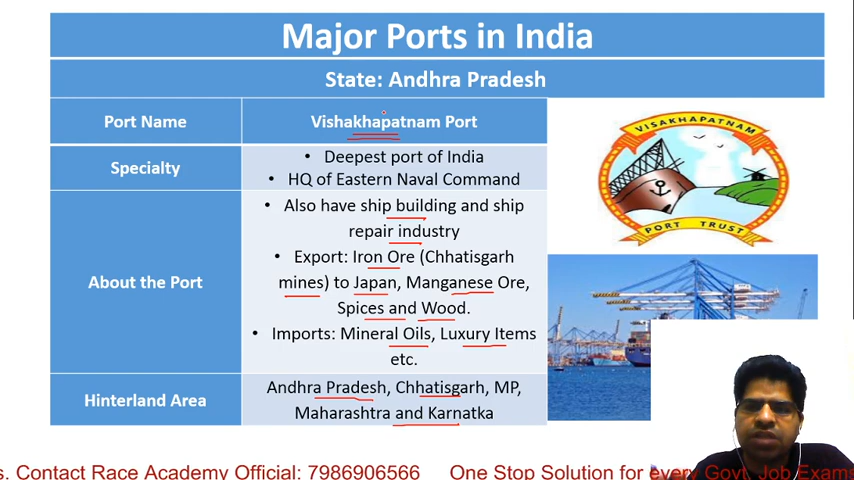 Major Ports in India
State: Andhra Pradesh
Port Name
Vishakhapatnam Port
Specialty
• Deepest port of India
• HQ of Eastern Naval Command
About the Port
• Also have ship building and ship
repair industry
• Export: Iron Ore (Chhatisgarh
mines) to Japan, Manganese Ore,
Spices and Wood.
• Imports: Mineral Oils, Luxury Items
etc.
Hinterland Area
Andhra Pradesh, Chhatisgarh, MP,
Maharashtra and Karnatka
VISAKHAPATNAM
PORT TRUST
s. Contact Race Academy Official: 7986906566 One Stop Solution for every Govt. Job Exams